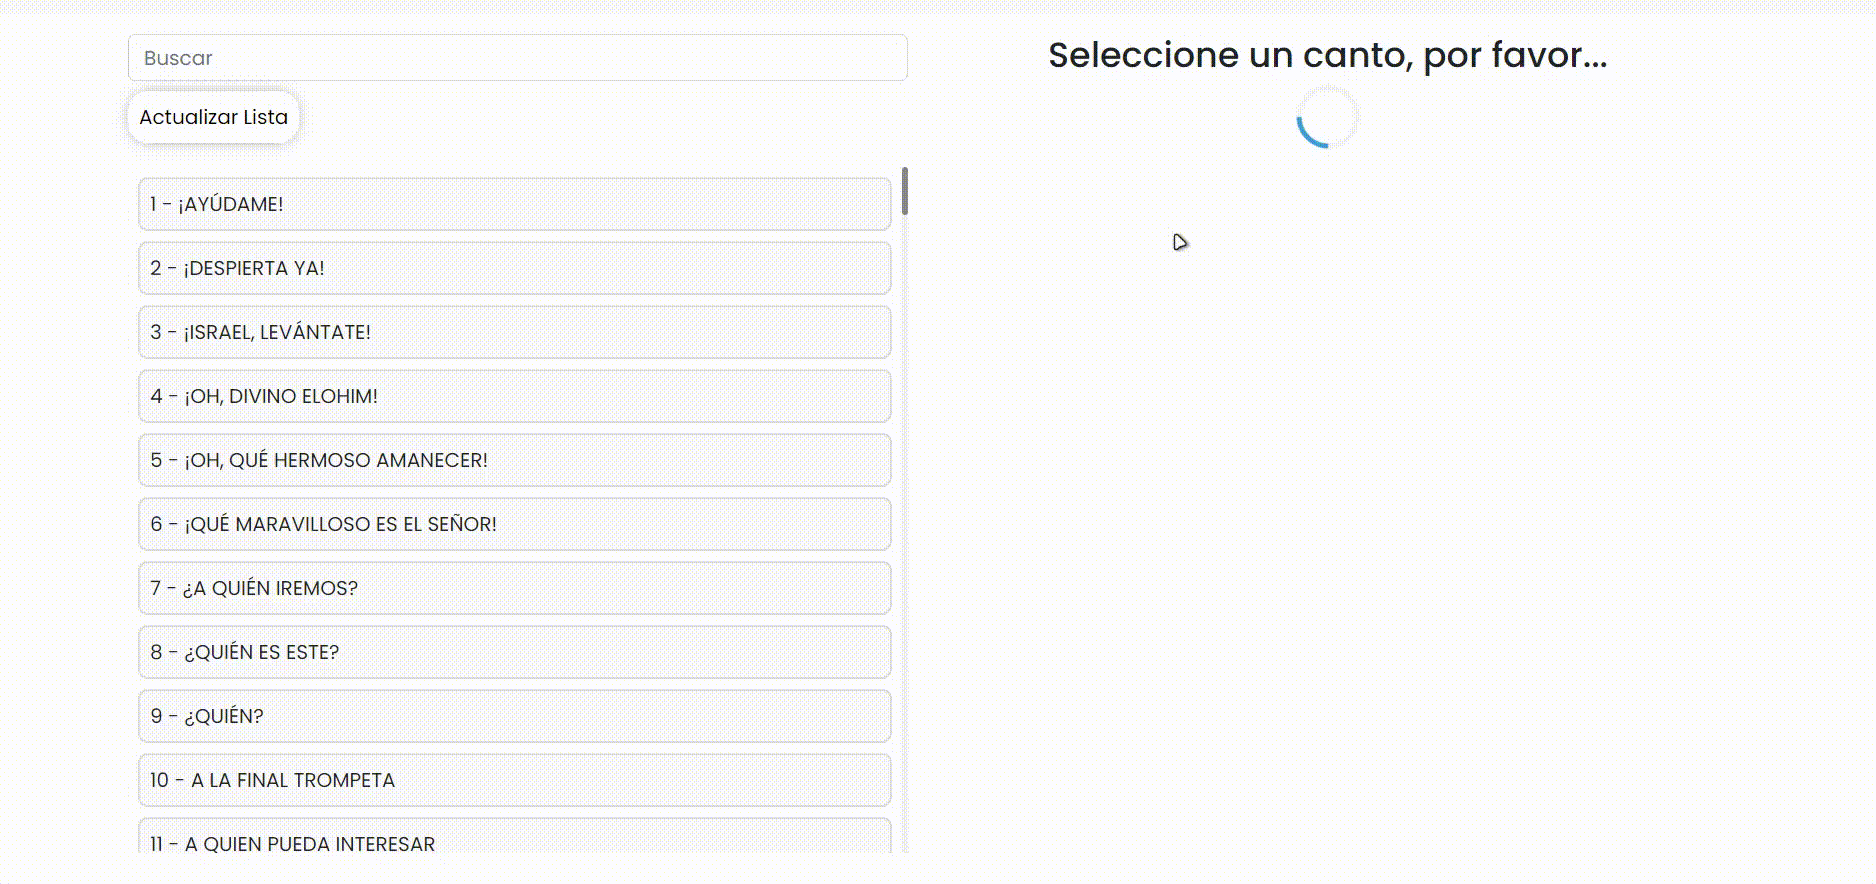 Buscar
Actualizar Lista
1 - ¡AYÚDAME!
2 - ¡DESPIERTA YA!
3 - ¡ISRAEL, LEVÁNTATE!
4 - ¡OH, DIVINO ELOHIM!
5 - ¡OH, QUÉ HERMOSO AMANECER!
6 - ¡QUÉ MARAVILLOSO ES EL SEÑOR!
7 - ¿A QUIÉN IREMOS?
8 - ¿QUIÉN ES ESTE?
9 - ¿QUIÉN?
10 - A LA FINAL TROMPETA
11 - A QUIEN PUEDA INTERESAR
Seleccione un canto, por favor...